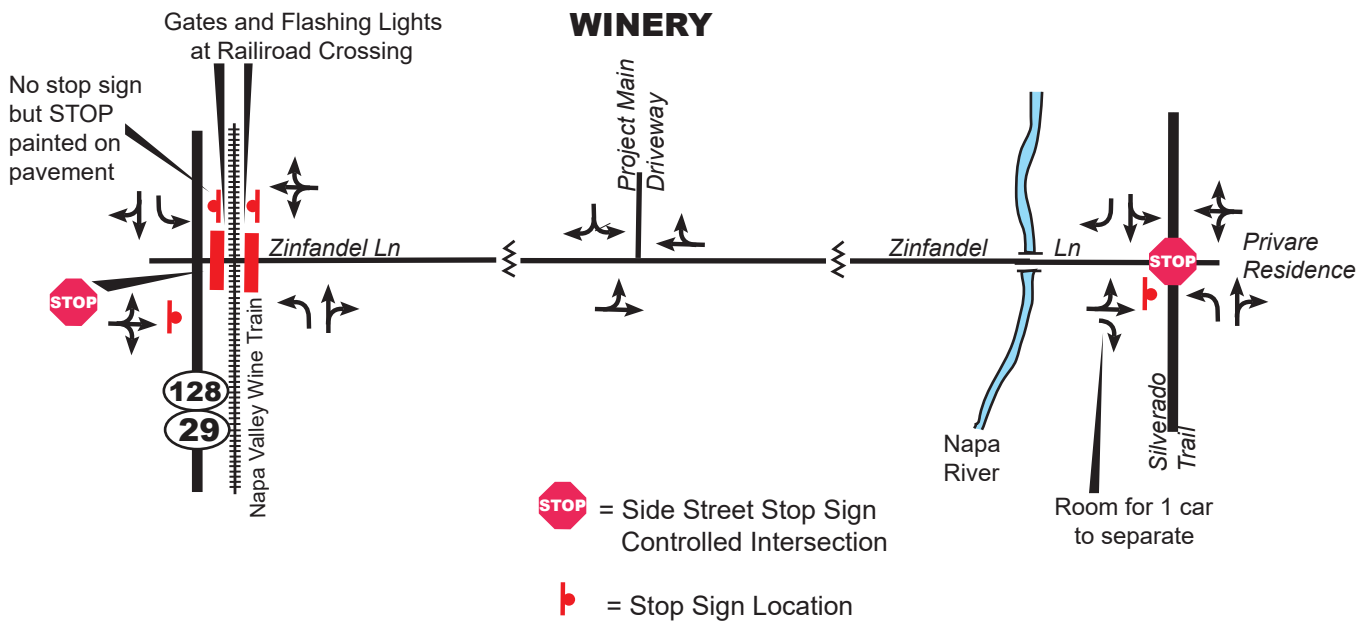 WINERY
Gates and Flashing Lights
at Railiroad Crossing
No stop sign
but STOP
painted on
pavement
Project Main
Driveway
Zinfandel Ln
Zinfandel
Ln
STOP
Privare
Residence
STOP
128
29
Napa Valley Wine Train
Napa
River
Silverado
Trail
Room for 1 car
to separate
STOP
= Side Street Stop Sign
Controlled Intersection
= Stop Sign Location